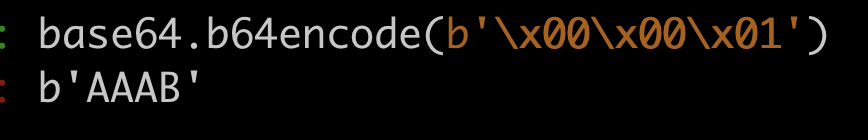 : base64.b64encode(b'\x00\x00\x01')
: b'AAAB'